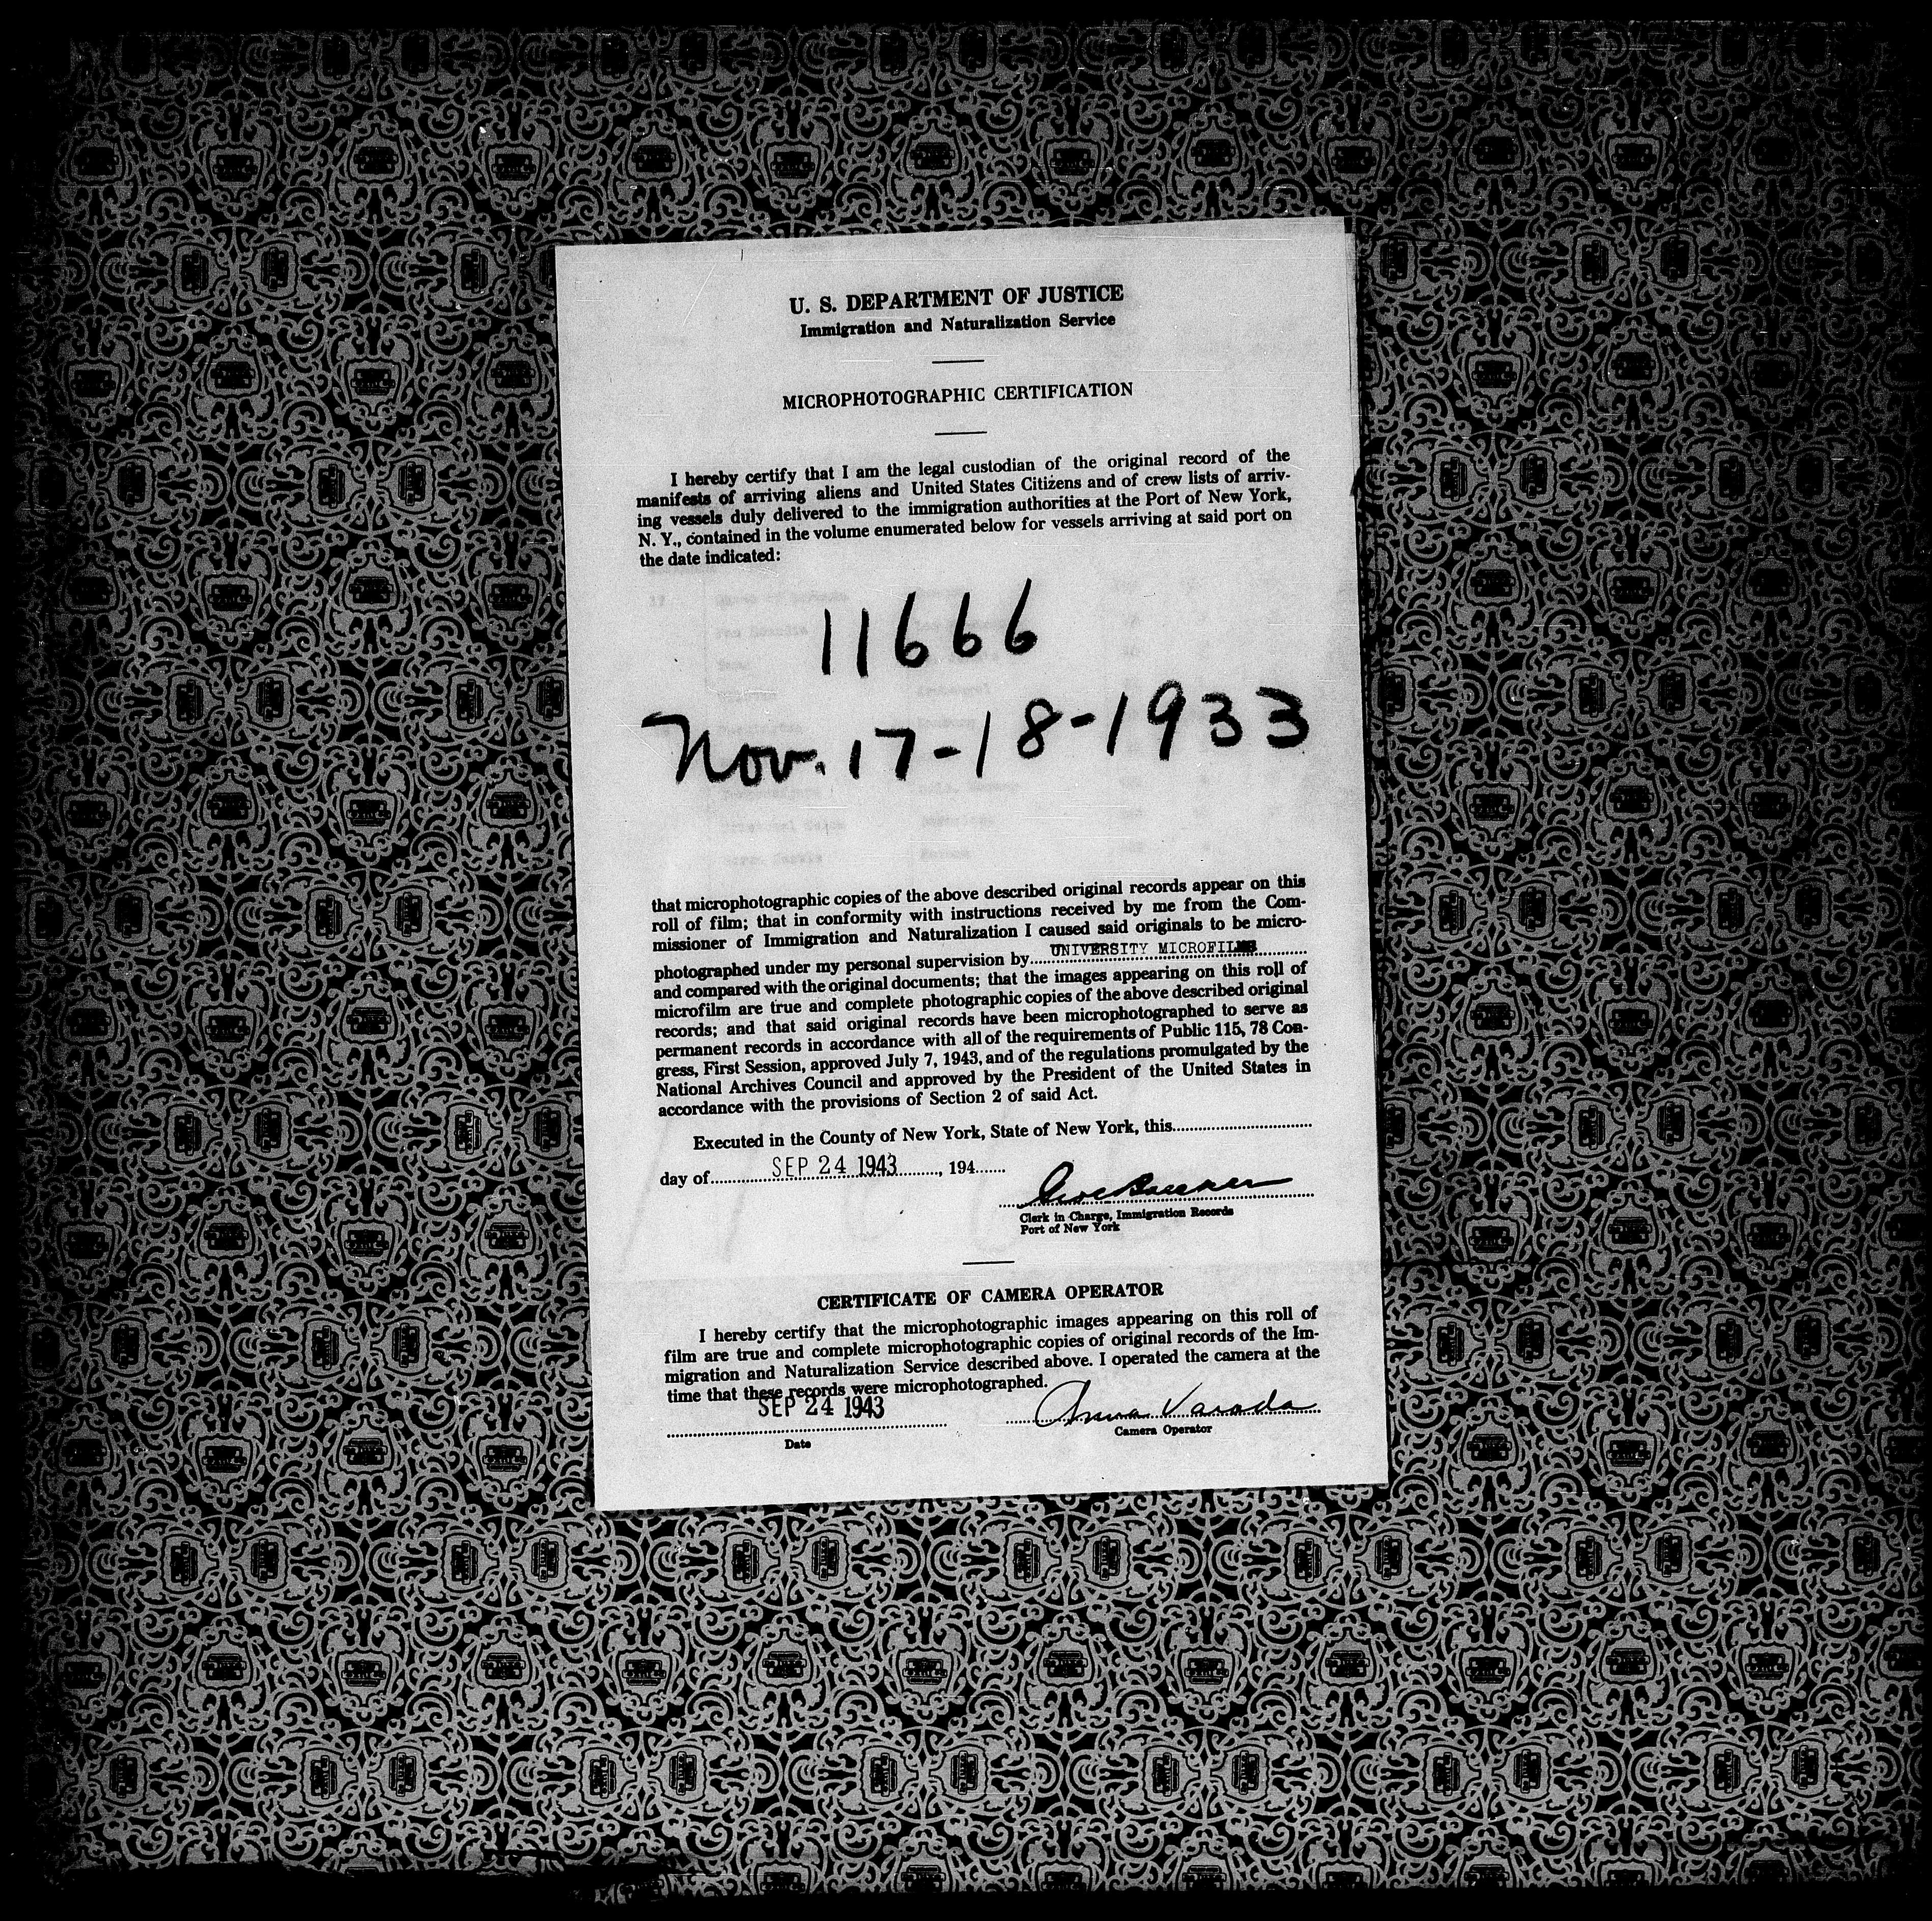 U. S. DEPARTMENT OF JUSTICE
Immigration and Naturalization Service
MICROPHOTOGRAPHIC CERTIFICATION
I hereby certify that I am the legal custodian of the original record of the
manifests of arriving aliens and United States Citizens and of crew lists of arriv-
ing vessels duly delivered to the immigration authorities at the Port of New York,
N. Y., contained in the volume enumerated below for vessels arriving at said port on
the date indicated:
11666
Nov. 17-18-1933
that microphotographic copies of the above described original records appear on this
roll of film; that in conformity with instructions received by me from the Com-
missioner of Immigration and Naturalization I caused said originals to be micro-
photographed under my personal supervision by UNIVERSITY MICROFILMS
and compared with the original documents; that the images appearing on this roll of
microfilm are true and complete photographic copies of the above described original
records; and that said original records have been microphotographed to serve as
permanent records in accordance with all of the requirements of Public 115, 78 Con-
gress, First Session, approved July 7, 1943, and of the regulations promulgated by the
National Archives Council and approved by the President of the United States in
accordance with the provisions of Section 2 of said Act.
Executed in the County of New York, State of New York, this
day of SEP 24 1943, 194
Clerk in Charge, Immigration Records
Port of New York
CERTIFICATE OF CAMERA OPERATOR
I hereby certify that the microphotographic images appearing on this roll of
film are true and complete microphotographic copies of original records of the Im-
migration and Naturalization Service described above. I operated the camera at the
time that these records were microphotographed.
SEP 24 1943 Anna Varada
Date Camera Operator